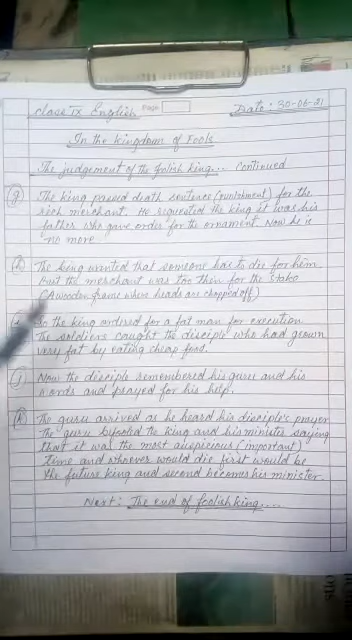 Class IX English Page Date: 30-06-21
In the kingdom of Fools
The judgement of the foolish king... continued
(g) The king passed death sentence (punishment) for the
rich merchant. He requested the king it was his
father who gave order for the ornament. Now he is
no more.
(h) The king wanted that someone has to die for him.
But the merchant was too thin for the stake
(A wooden frame where heads are chopped off)
So the king ordered for a fat man for execution.
The soldiers caught the disciple who had grown
very fat by eating cheap food.
(j) Now the disciple remembered his guru and his
words and prayed for his help.
(k) The guru arrived as he heard his disciple's prayer
The guru befooled the king and his minister saying
that it was the most auspicious (important)
time and whoever would die first would be
the future king and second becomes his minister.
Next: The end of foolish king.....